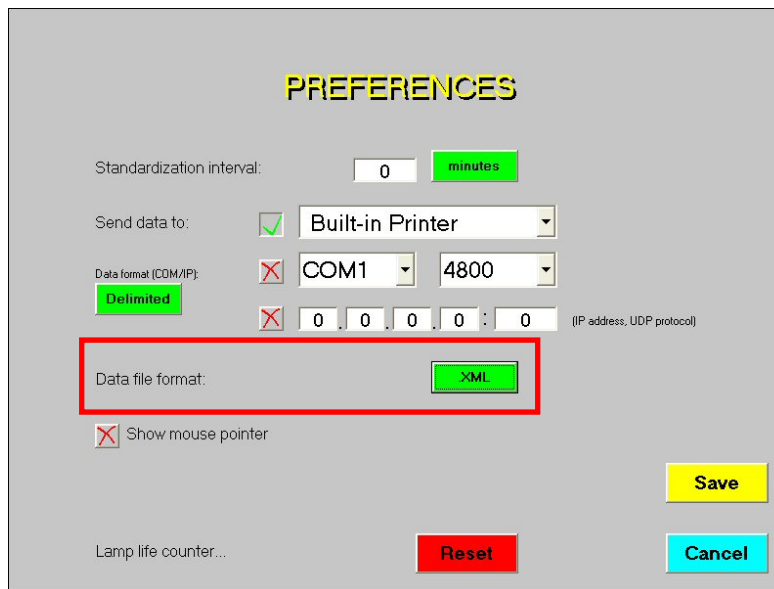 PREFERENCES
Standardization interval: 0 minutes
Send data to: Built-in Printer
Data format (COM/IP): COM1 4800
Delimited
0 . 0 . 0 . 0 : 0 (IP address, UDP protocol)
Data file format: .XML
Show mouse pointer
Save
Lamp life counter... Reset Cancel